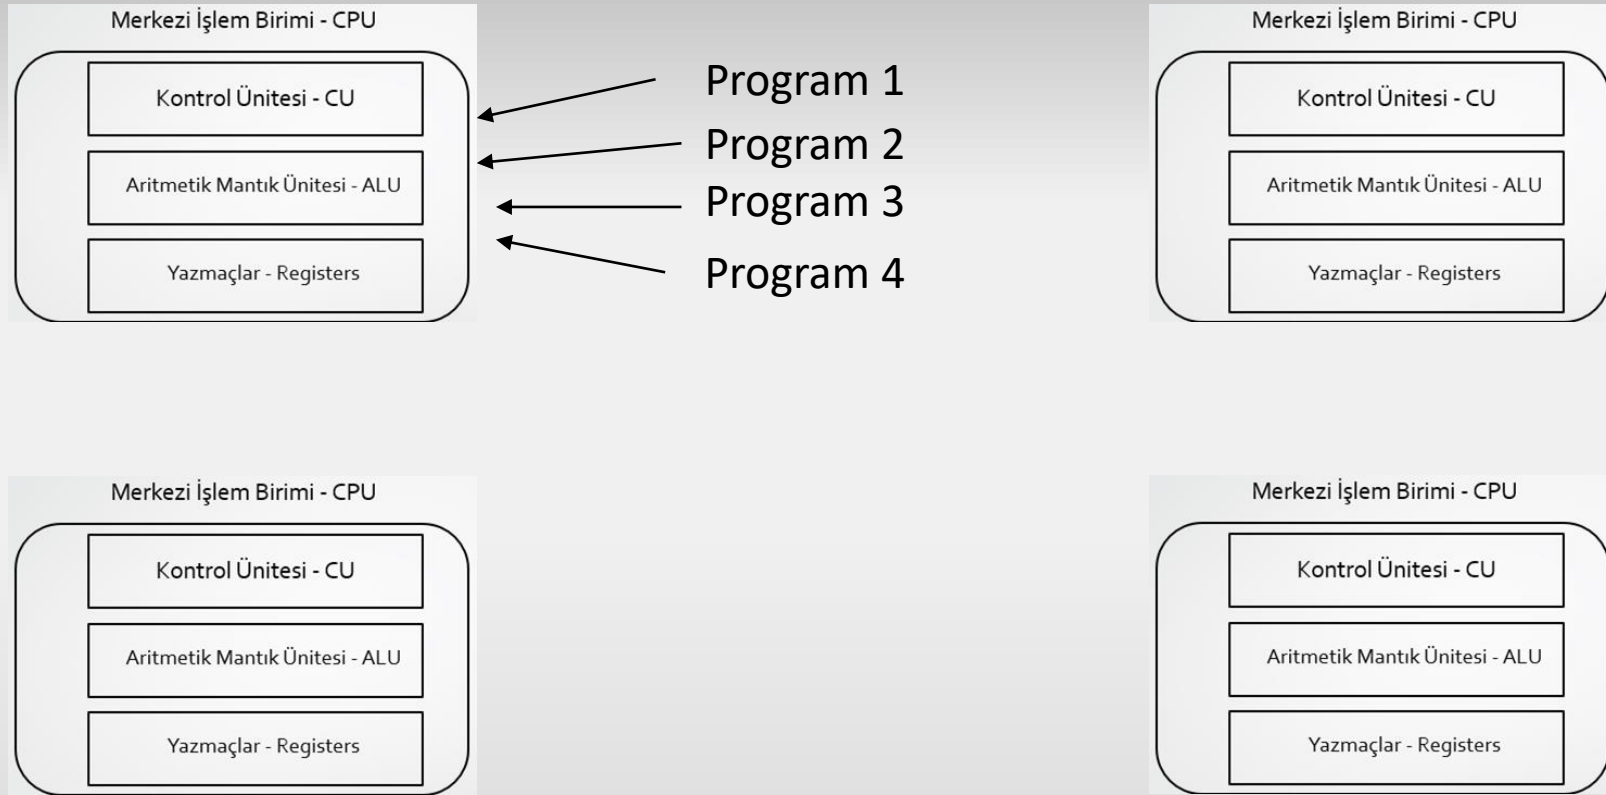 Merkezi İşlem Birimi - CPU
Kontrol Ünitesi - CU
Aritmetik Mantık Ünitesi - ALU
Yazmaçlar - Registers
Program 1
Program 2
Program 3
Program 4
Merkezi İşlem Birimi - CPU
Kontrol Ünitesi - CU
Aritmetik Mantık Ünitesi - ALU
Yazmaçlar - Registers
Merkezi İşlem Birimi - CPU
Kontrol Ünitesi - CU
Aritmetik Mantık Ünitesi - ALU
Yazmaçlar - Registers
Merkezi İşlem Birimi - CPU
Kontrol Ünitesi - CU
Aritmetik Mantık Ünitesi - ALU
Yazmaçlar - Registers